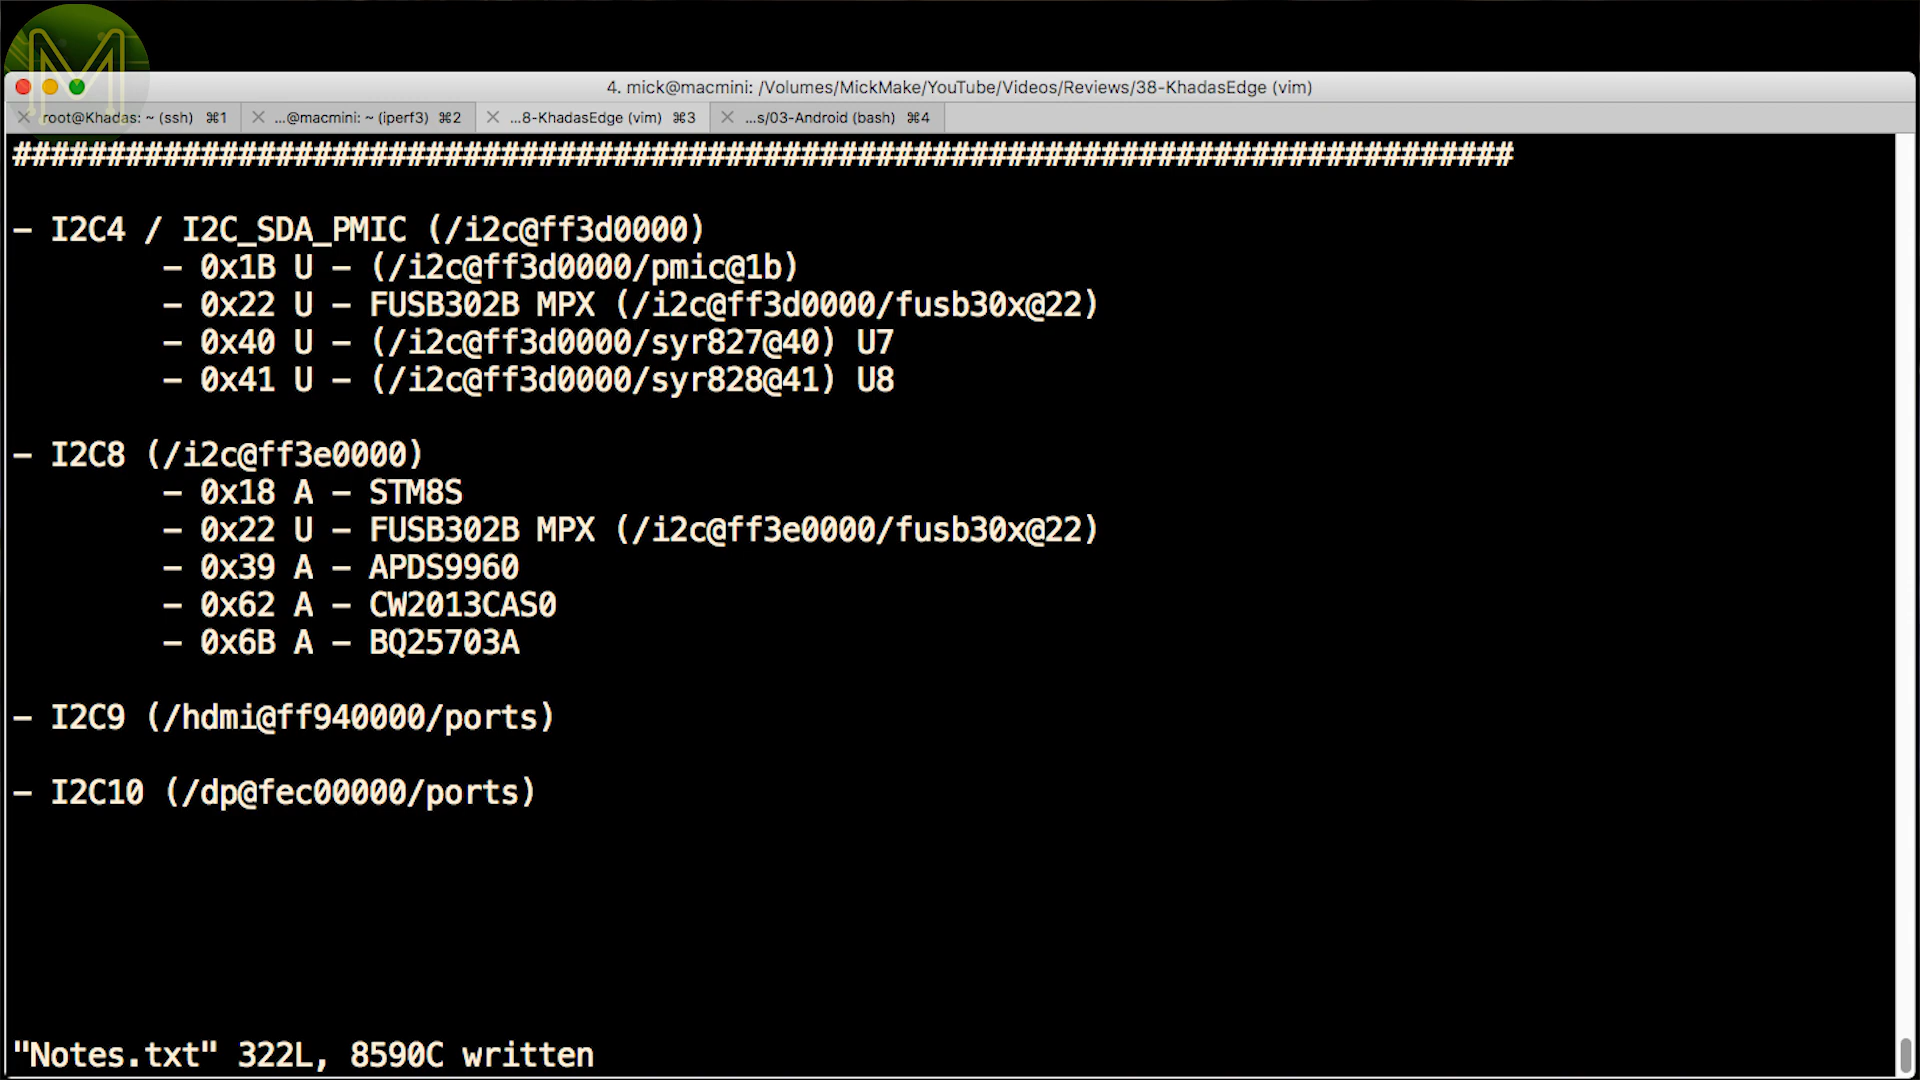 M
4. mick@macmini: /Volumes/MickMake/YouTube/Videos/Reviews/38-KhadasEdge (vim)
root@Khadas: ~ (ssh) ⌘1 ...@macmini: ~ (iperf3) ⌘2 ...8-KhadasEdge (vim) ⌘3 ...s/03-Android (bash) ⌘4
################################################################################
– I2C4 / I2C_SDA_PMIC (/i2c@ff3d0000)
– 0x1B U – (/i2c@ff3d0000/pmic@1b)
– 0x22 U – FUSB302B MPX (/i2c@ff3d0000/fusb30x@22)
– 0x40 U – (/i2c@ff3d0000/syr827@40) U7
– 0x41 U – (/i2c@ff3d0000/syr828@41) U8
– I2C8 (/i2c@ff3e0000)
– 0x18 A – STM8S
– 0x22 U – FUSB302B MPX (/i2c@ff3e0000/fusb30x@22)
– 0x39 A – APDS9960
– 0x62 A – CW2013CAS0
– 0x6B A – BQ25703A
– I2C9 (/hdmi@ff940000/ports)
– I2C10 (/dp@fec00000/ports)
"Notes.txt" 322L, 8590C written